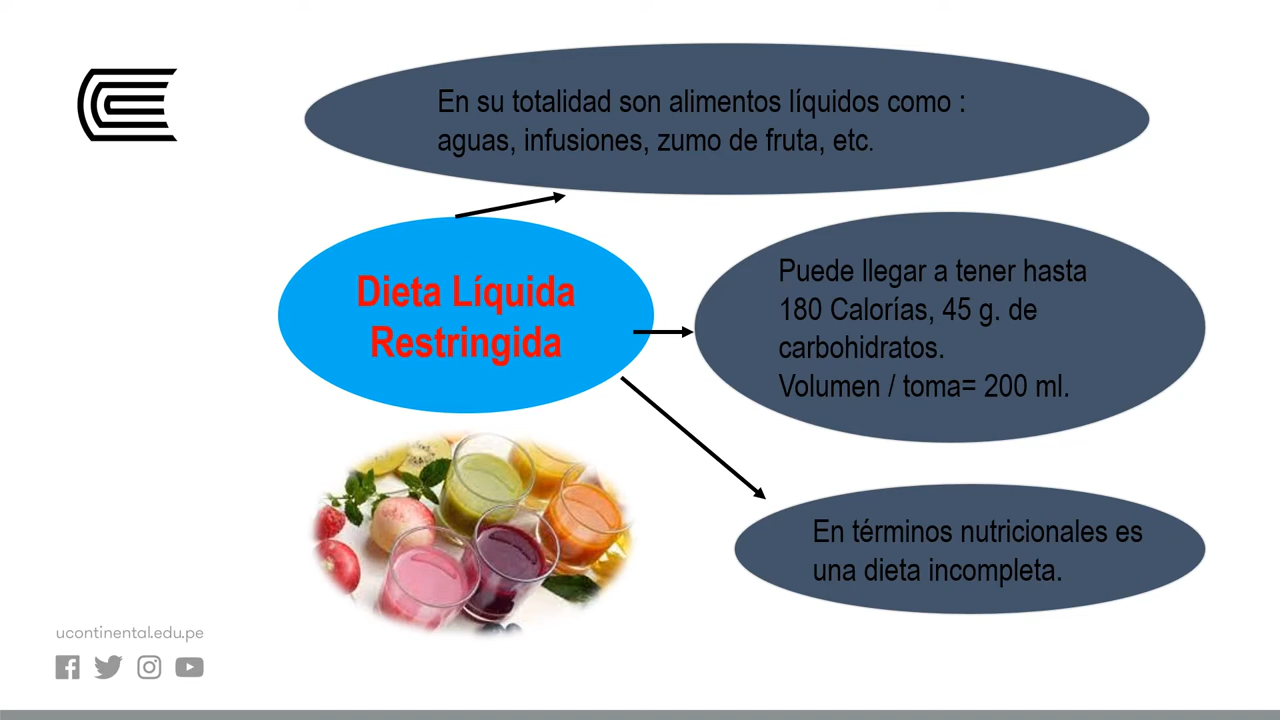 En su totalidad son alimentos líquidos como :
aguas, infusiones, zumo de fruta, etc.
Dieta Líquida
Restringida
Puede llegar a tener hasta
180 Calorías, 45 g. de
carbohidratos.
Volumen / toma= 200 ml.
En términos nutricionales es
una dieta incompleta.
ucontinental.edu.pe